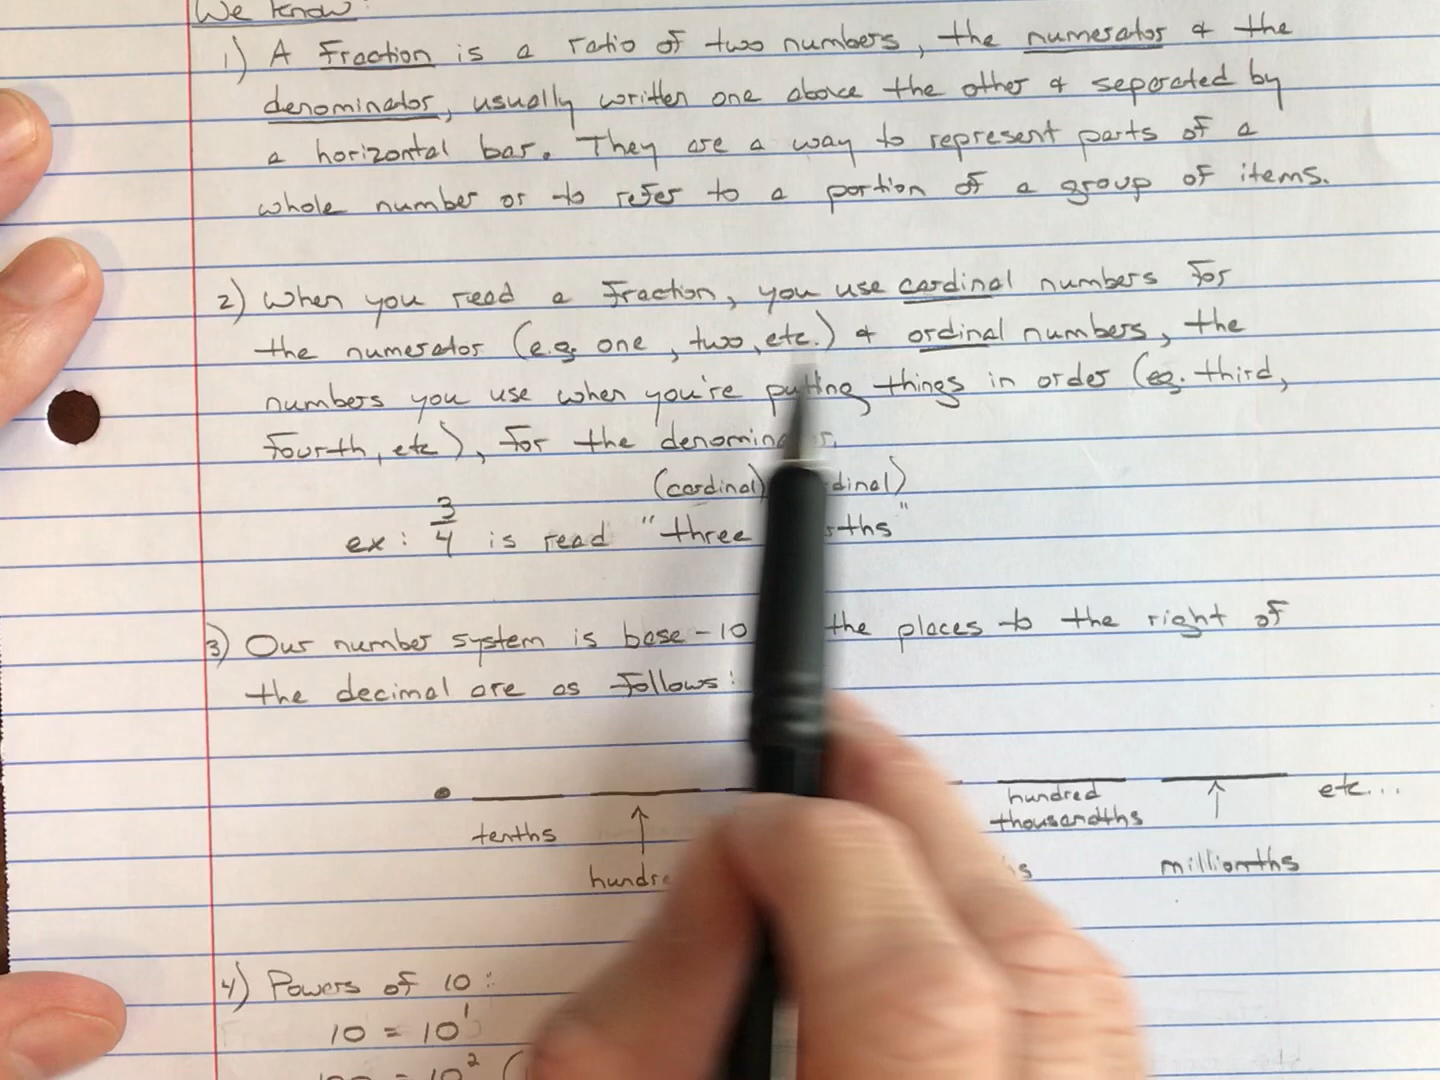 We know:
1) A fraction is a ratio of two numbers, the numerator & the
denominator, usually written one above the other & separated by
a horizontal bar. They are a way to represent parts of a
whole number or to refer to a portion of a group of items.
2) When you read a fraction, you use cardinal numbers for
the numerator (e.g. one, two, etc.) & ordinal numbers, the
numbers you use when you're putting things in order (eg. third,
fourth, etc), for the
(cardinal)
ex: 3/4 is read "three
3) Our number system is base-10 the places to the right of
the decimal are as follows:
. etc...
tenths
hundred
thousandths
millionths
4) Powers of 10:
10 = 10¹
= 10² (